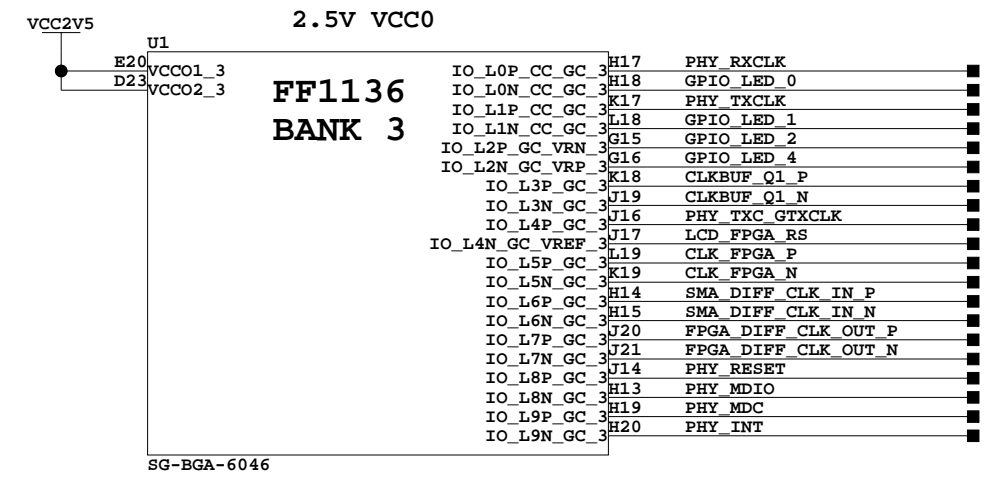 2.5V VCC0
VCC2V5
U1
E20 VCCO1_3
D23 VCCO2_3
FF1136
BANK 3
IO_L0P_CC_GC_3 H17 PHY_RXCLK
IO_L0N_CC_GC_3 H18 GPIO_LED_0
IO_L1P_CC_GC_3 K17 PHY_TXCLK
IO_L1N_CC_GC_3 L18 GPIO_LED_1
IO_L2P_GC_VRN_3 G15 GPIO_LED_2
IO_L2N_GC_VRP_3 G16 GPIO_LED_4
IO_L3P_GC_3 K18 CLKBUF_Q1_P
IO_L3N_GC_3 J19 CLKBUF_Q1_N
IO_L4P_GC_3 J16 PHY_TXC_GTXCLK
IO_L4N_GC_VREF_3 J17 LCD_FPGA_RS
IO_L5P_GC_3 L19 CLK_FPGA_P
IO_L5N_GC_3 K19 CLK_FPGA_N
IO_L6P_GC_3 H14 SMA_DIFF_CLK_IN_P
IO_L6N_GC_3 H15 SMA_DIFF_CLK_IN_N
IO_L7P_GC_3 J20 FPGA_DIFF_CLK_OUT_P
IO_L7N_GC_3 J21 FPGA_DIFF_CLK_OUT_N
IO_L8P_GC_3 J14 PHY_RESET
IO_L8N_GC_3 H13 PHY_MDIO
IO_L9P_GC_3 H19 PHY_MDC
IO_L9N_GC_3 H20 PHY_INT
SG-BGA-6046